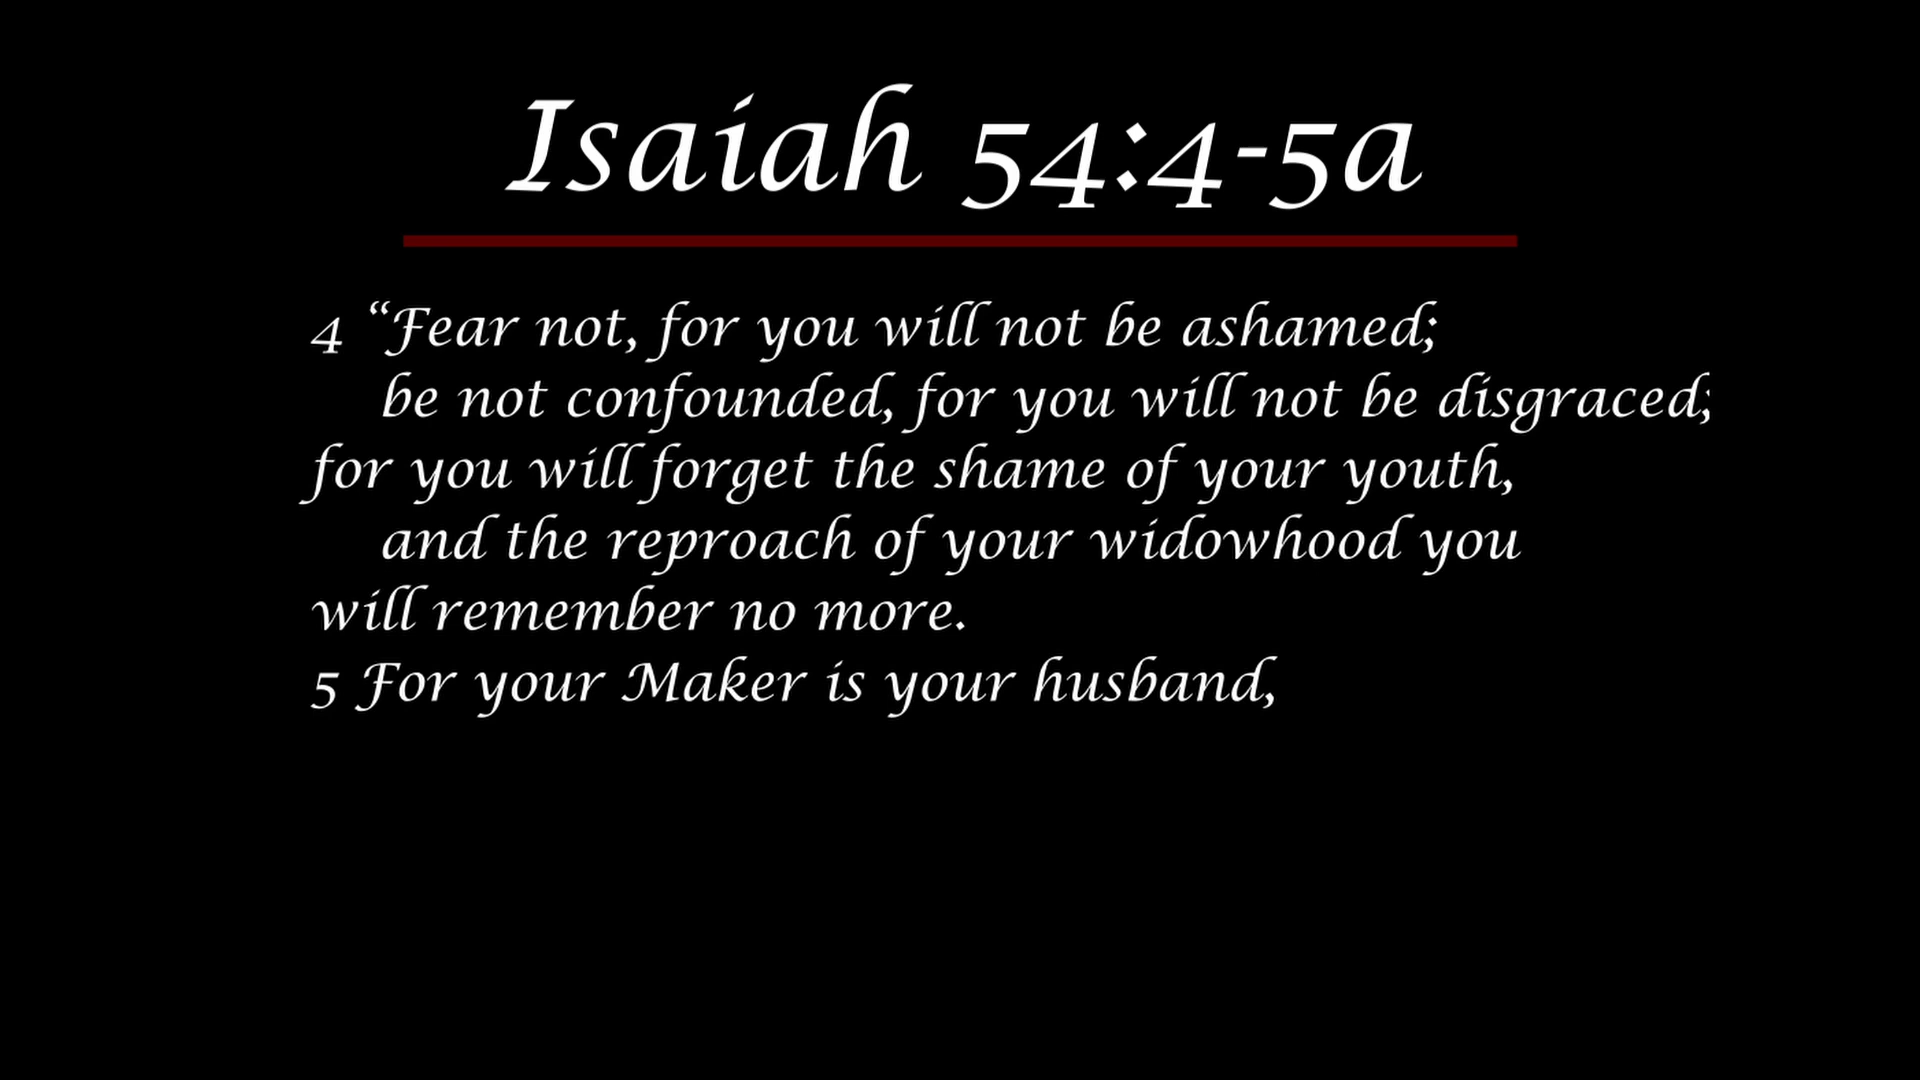 Isaiah 54:4-5a
4 “Fear not, for you will not be ashamed;
be not confounded, for you will not be disgraced;
for you will forget the shame of your youth,
and the reproach of your widowhood you
will remember no more.
5 For your Maker is your husband,